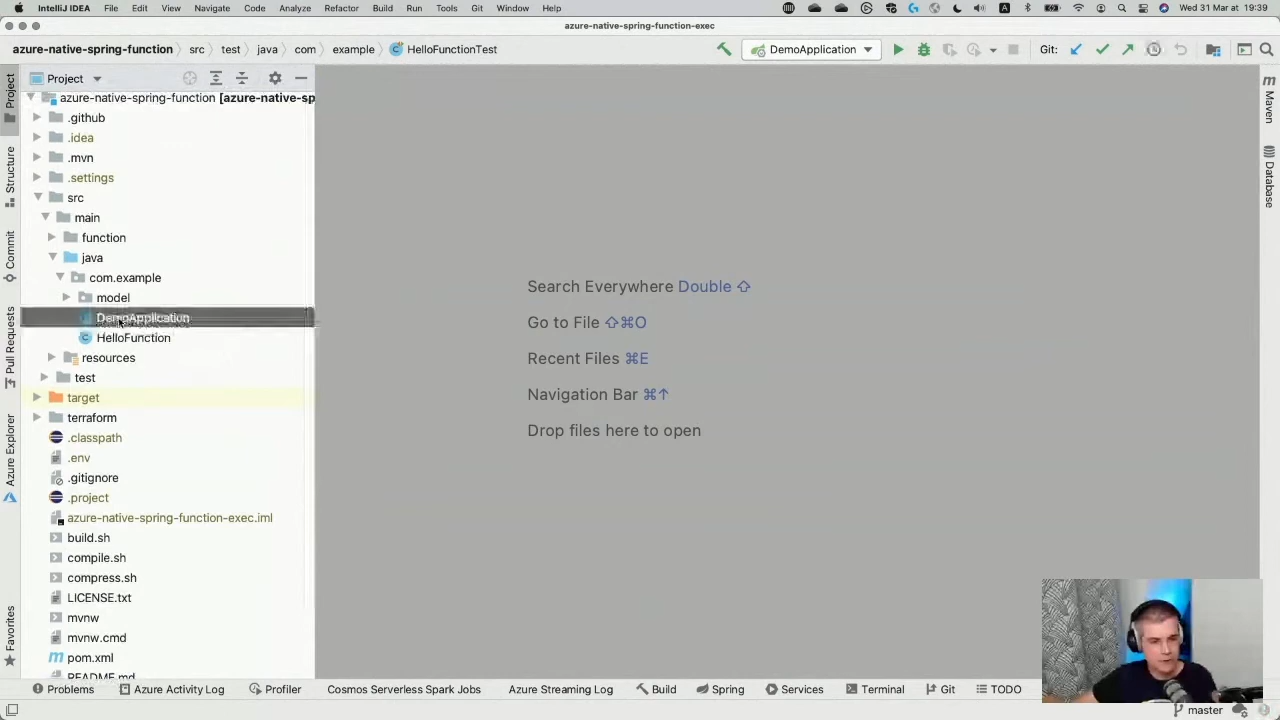 IntelliJ IDEA File Edit View Navigate Code Analyze Refactor Build Run Tools Git Window Help Wed 31 Mar at 19:39
azure-native-spring-function-exec
azure-native-spring-function src test java com example HelloFunctionTest DemoApplication Git:
Project
azure-native-spring-function [azure-native-sp
.github
.idea
.mvn
.settings
src
main
function
java
com.example
model
DemoApplication
HelloFunction
resources
test
target
terraform
.classpath
.env
.gitignore
.project
azure-native-spring-function-exec.iml
build.sh
compile.sh
compress.sh
LICENSE.txt
mvnw
mvnw.cmd
pom.xml
README.md
Project
Structure
Commit
Pull Requests
Azure Explorer
Favorites
Search Everywhere Double ⇧
Go to File ⇧⌘O
Recent Files ⌘E
Navigation Bar ⌘↑
Drop files here to open
Maven
Database
Problems Azure Activity Log Profiler Cosmos Serverless Spark Jobs Azure Streaming Log Build Spring Services Terminal Git TODO
master